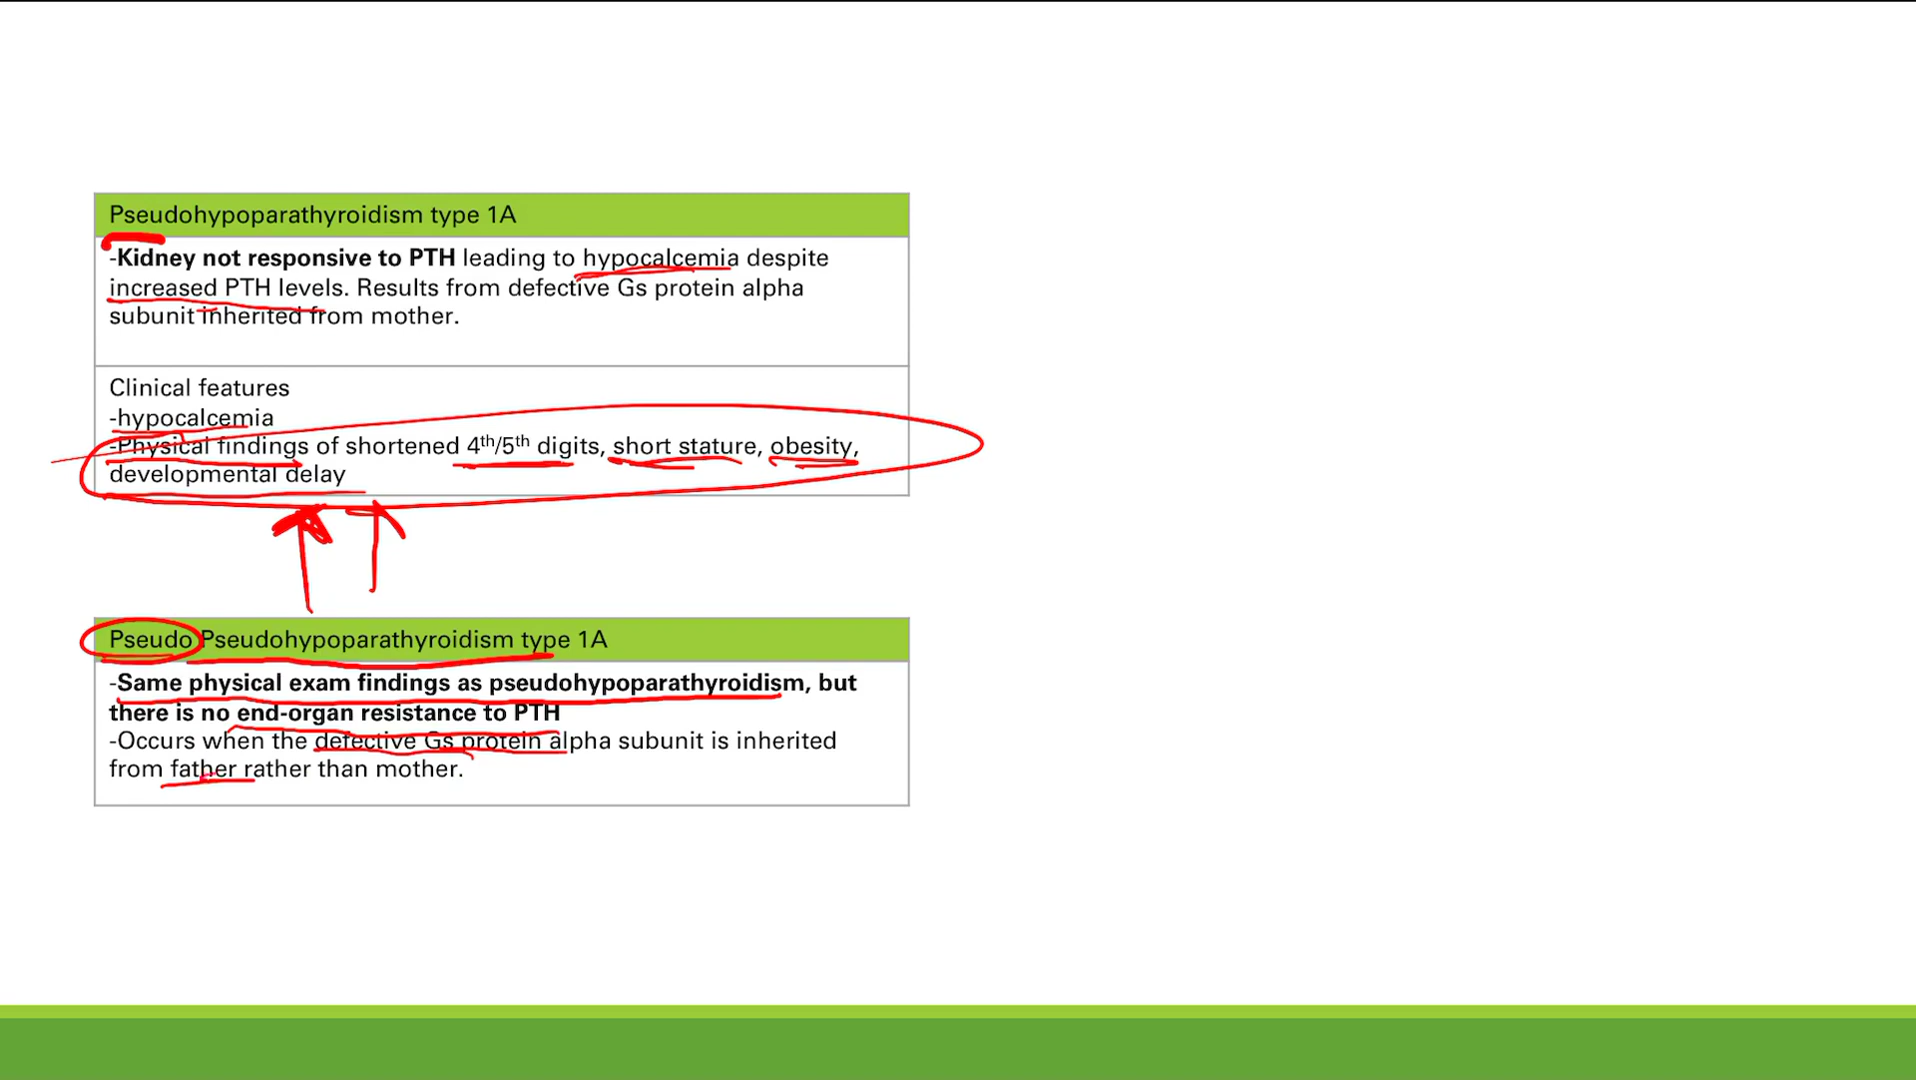 Pseudohypoparathyroidism type 1A
-Kidney not responsive to PTH leading to hypocalcemia despite
increased PTH levels. Results from defective Gs protein alpha
subunit inherited from mother.
Clinical features
-hypocalcemia
-Physical findings of shortened 4th/5th digits, short stature, obesity,
developmental delay
Pseudo Pseudohypoparathyroidism type 1A
-Same physical exam findings as pseudohypoparathyroidism, but
there is no end-organ resistance to PTH
-Occurs when the defective Gs protein alpha subunit is inherited
from father rather than mother.